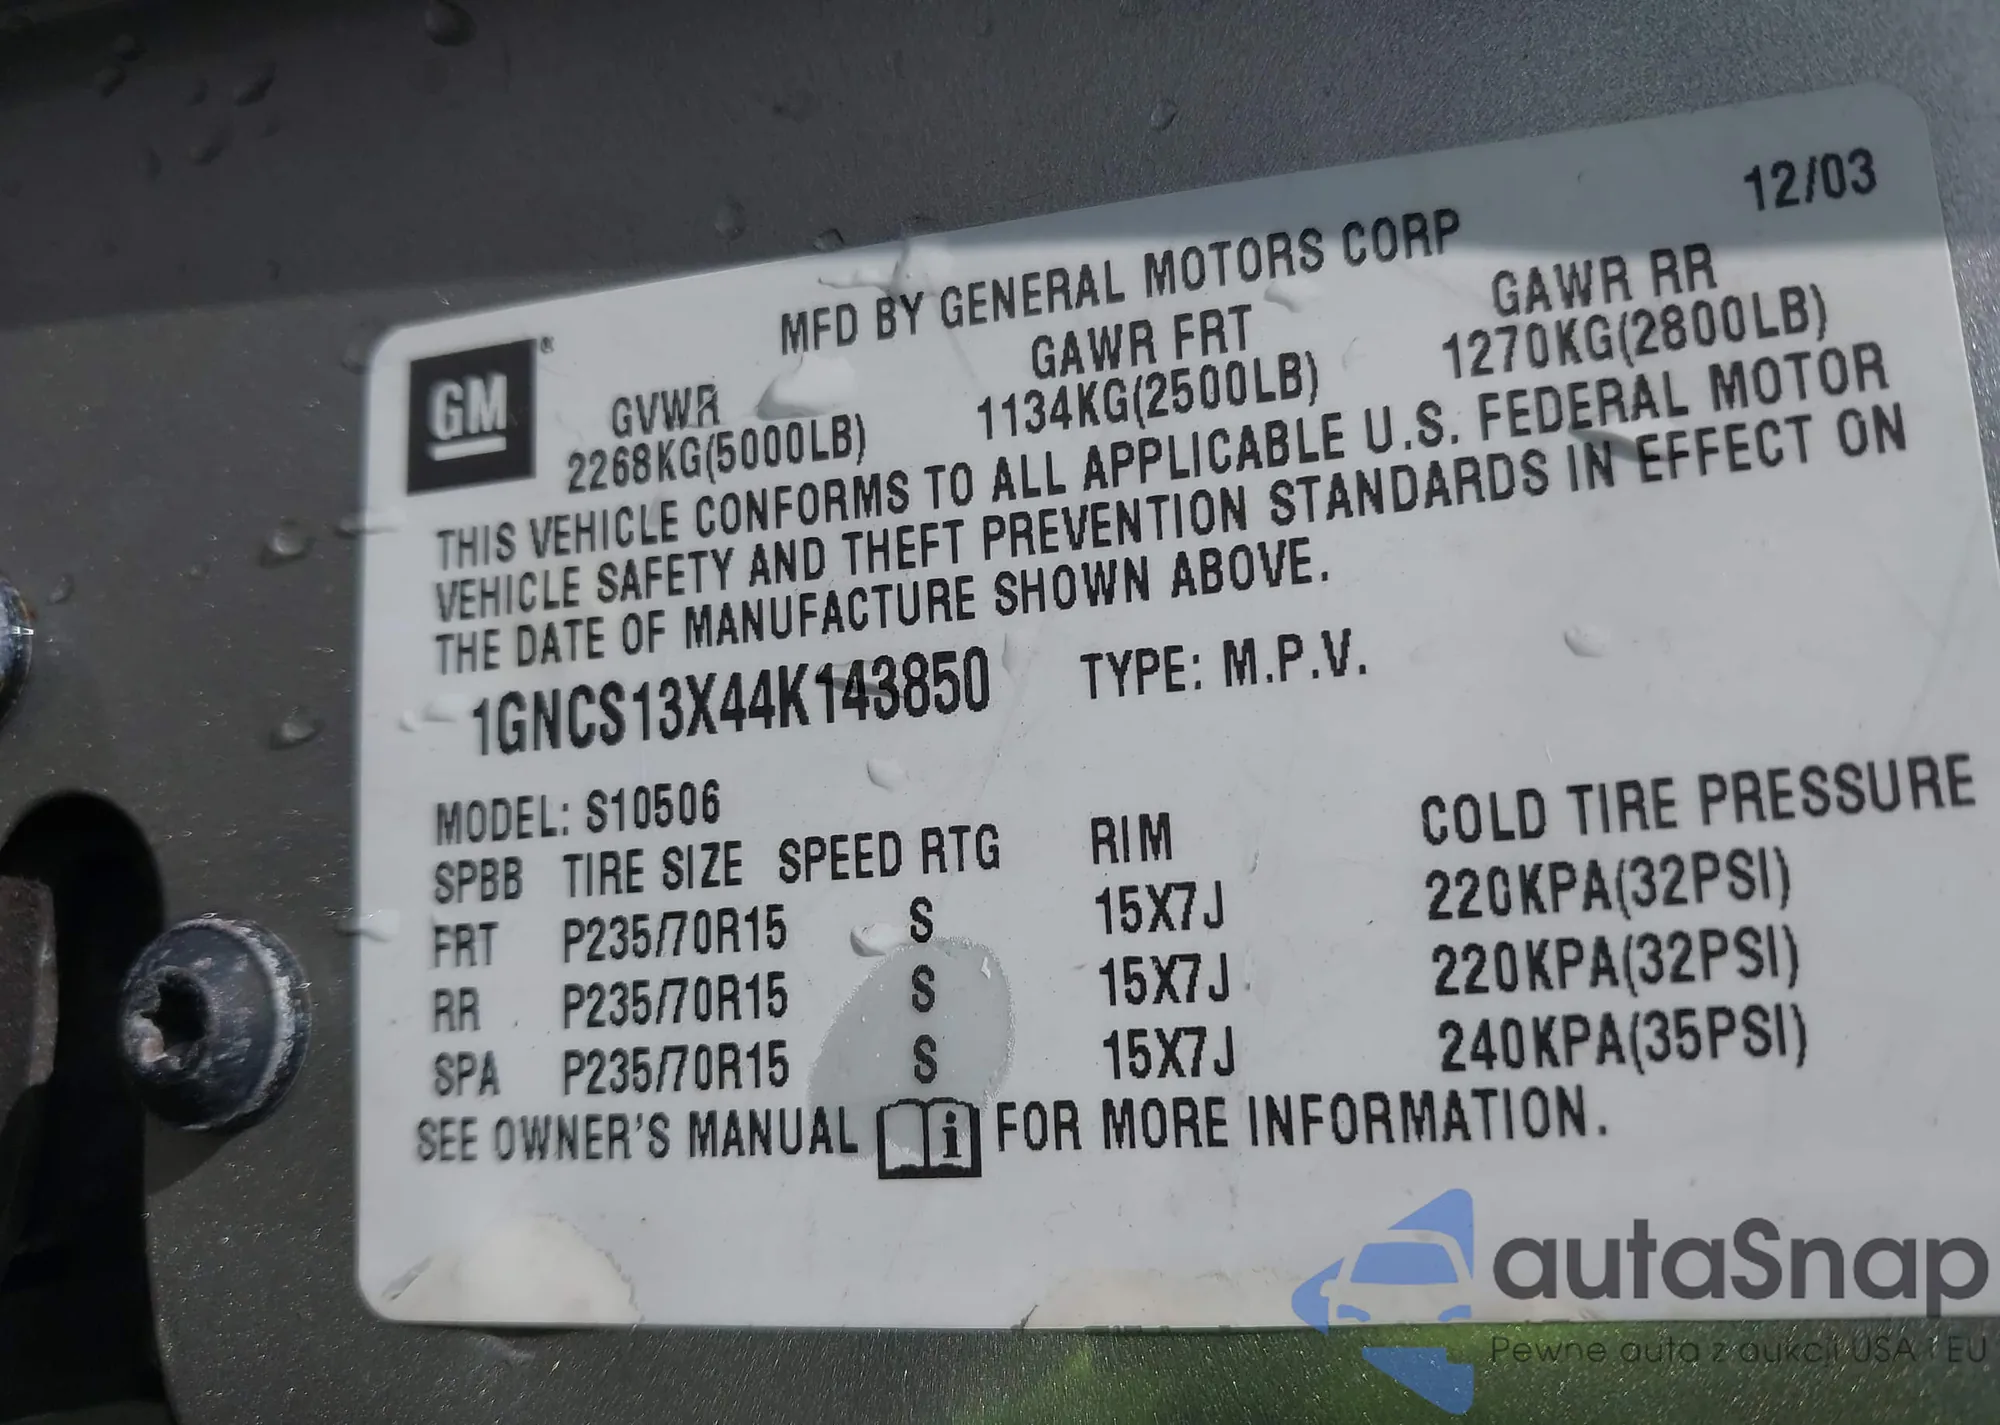 12/03
MFD BY GENERAL MOTORS CORP
GM®
GVWR GAWR FRT GAWR RR
2268KG(5000LB) 1134KG(2500LB) 1270KG(2800LB)
THIS VEHICLE CONFORMS TO ALL APPLICABLE U.S. FEDERAL MOTOR
VEHICLE SAFETY AND THEFT PREVENTION STANDARDS IN EFFECT ON
THE DATE OF MANUFACTURE SHOWN ABOVE.
1GNCS13X44K143850 TYPE: M.P.V.
MODEL: S10506
SPBB TIRE SIZE SPEED RTG RIM COLD TIRE PRESSURE
FRT P235/70R15 S 15X7J 220KPA(32PSI)
RR P235/70R15 S 15X7J 220KPA(32PSI)
SPA P235/70R15 S 15X7J 240KPA(35PSI)
SEE OWNER'S MANUAL i FOR MORE INFORMATION.
autaSnap
Pewne auta z aukcji USA i EU